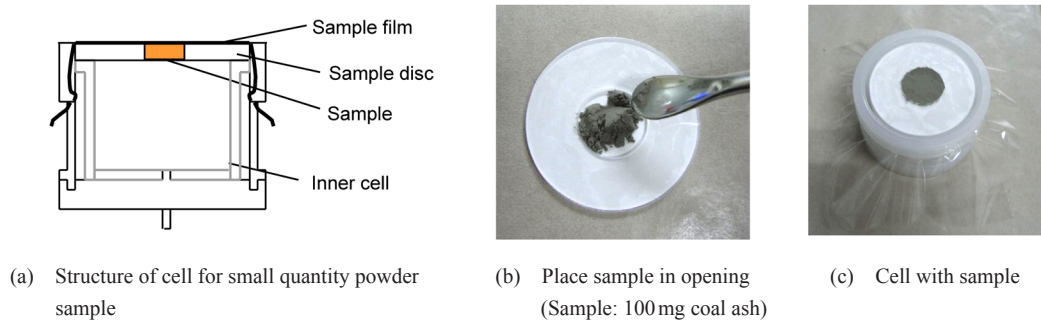 Sample film
Sample disc
Sample
Inner cell
(a) Structure of cell for small quantity powder
sample
(b) Place sample in opening
(Sample: 100 mg coal ash)
(c) Cell with sample